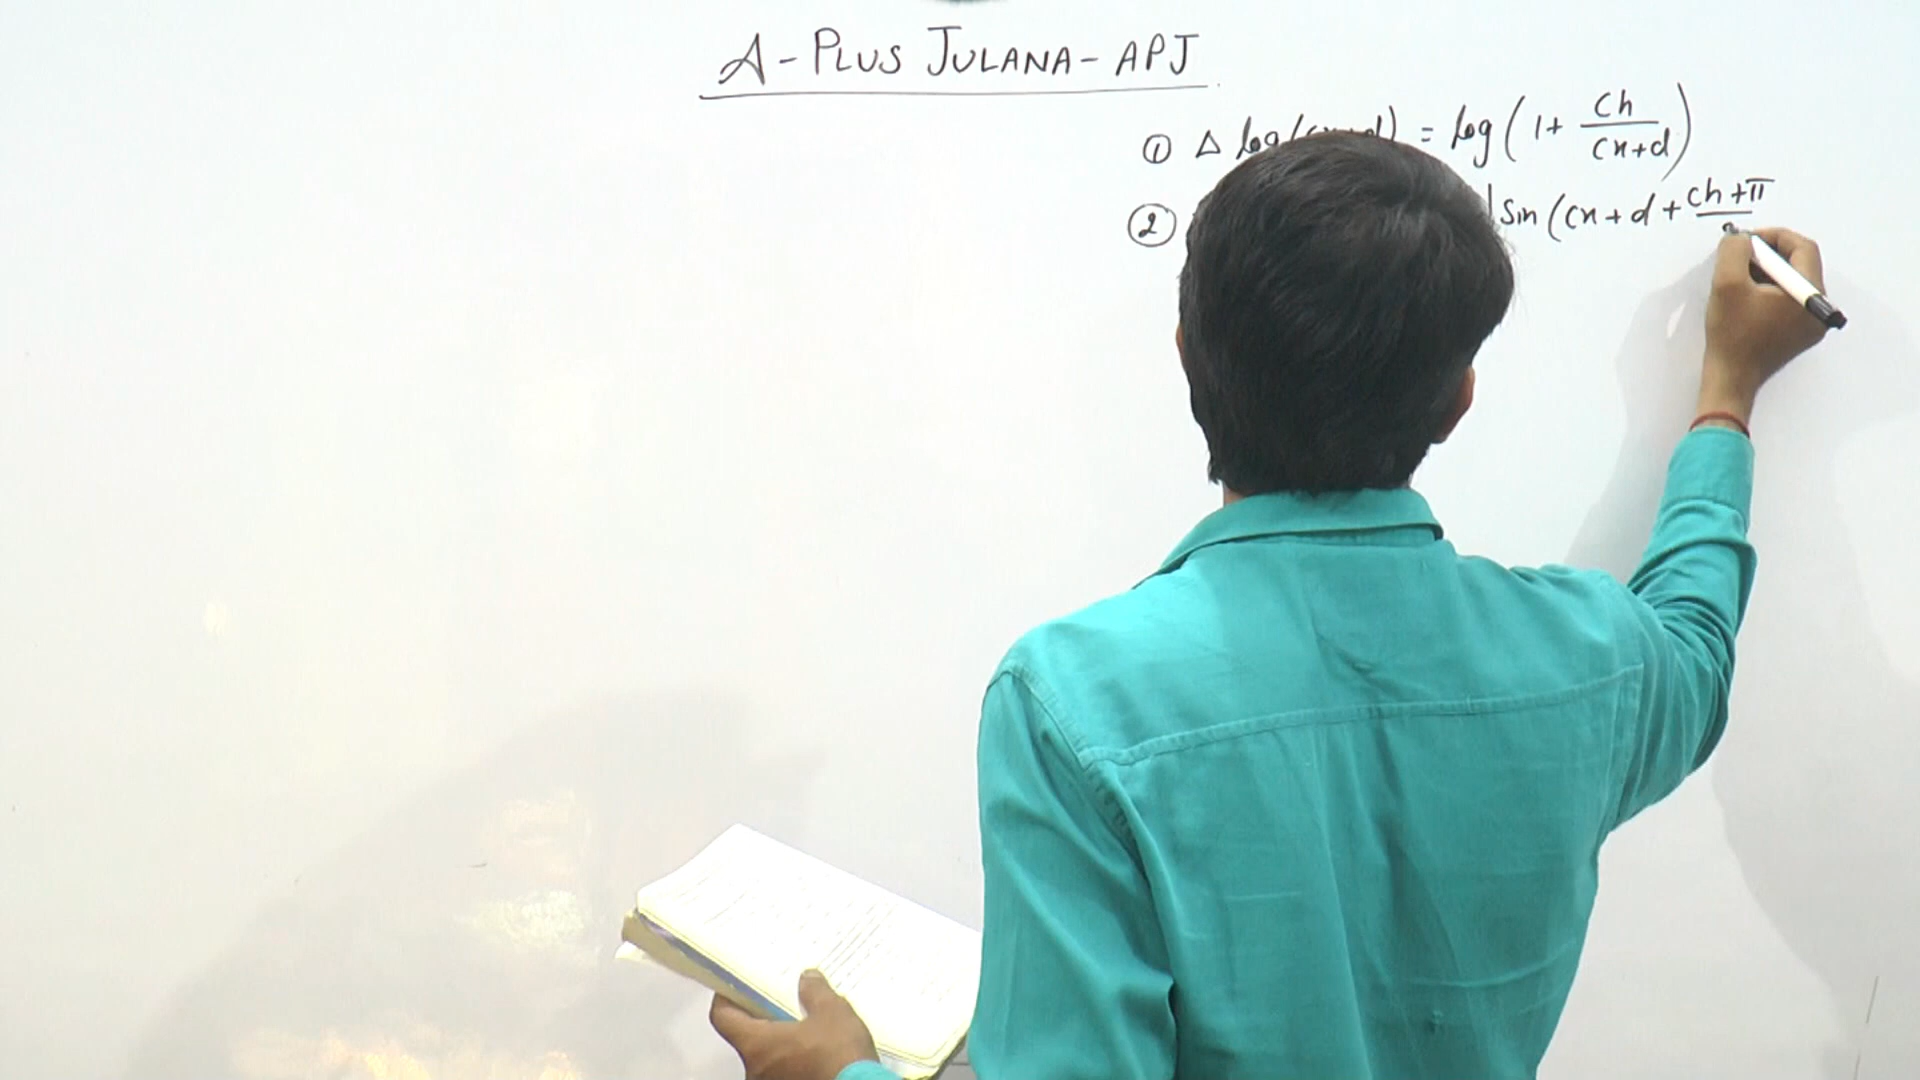 A - PLUS JULANA - APJ
① Δ log(cx+d) = log(1 + ch/(cx+d))
② sin(cx + d + ch + π